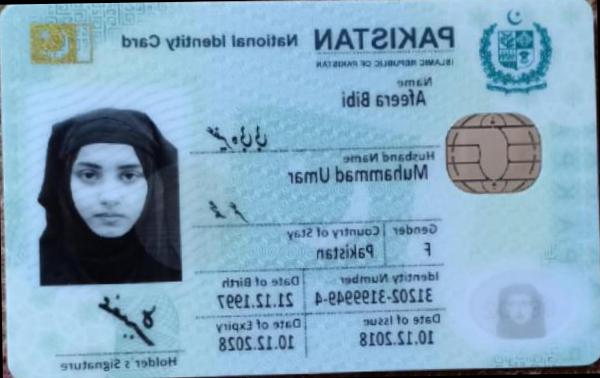 PAKISTAN National Identity Card
ISLAMIC REPUBLIC OF PAKISTAN
Name
Afeera Bibi
Husband Name
Muhammad Umar
Gender Country of Stay
F Pakistan
Identity Number Date of Birth
31202-3199949-4 21.12.1997
Date of Issue Date of Expiry
10.12.2018 10.12.2028
Holder's Signature